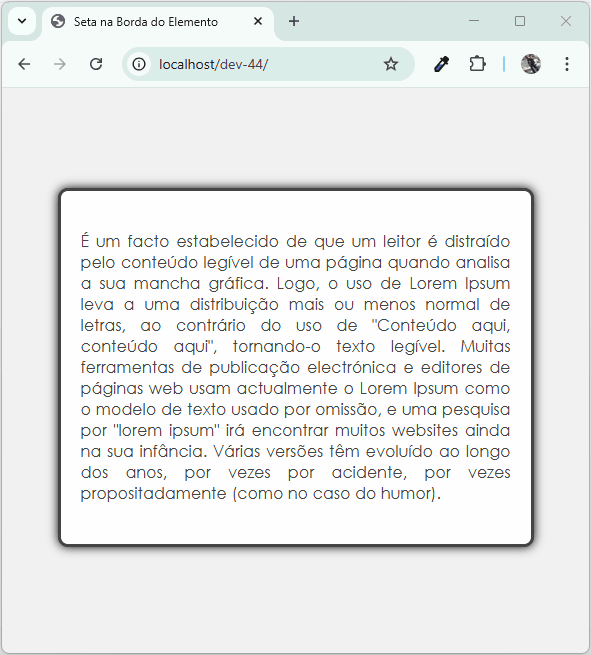 Seta na Borda do Elemento
localhost/dev-44/
É um facto estabelecido de que um leitor é distraído
pelo conteúdo legível de uma página quando analisa
a sua mancha gráfica. Logo, o uso de Lorem Ipsum
leva a uma distribuição mais ou menos normal de
letras, ao contrário do uso de "Conteúdo aqui,
conteúdo aqui", tornando-o texto legível. Muitas
ferramentas de publicação electrónica e editores de
páginas web usam actualmente o Lorem Ipsum como
o modelo de texto usado por omissão, e uma pesquisa
por "lorem ipsum" irá encontrar muitos websites ainda
na sua infância. Várias versões têm evoluído ao longo
dos anos, por vezes por acidente, por vezes
propositadamente (como no caso do humor).